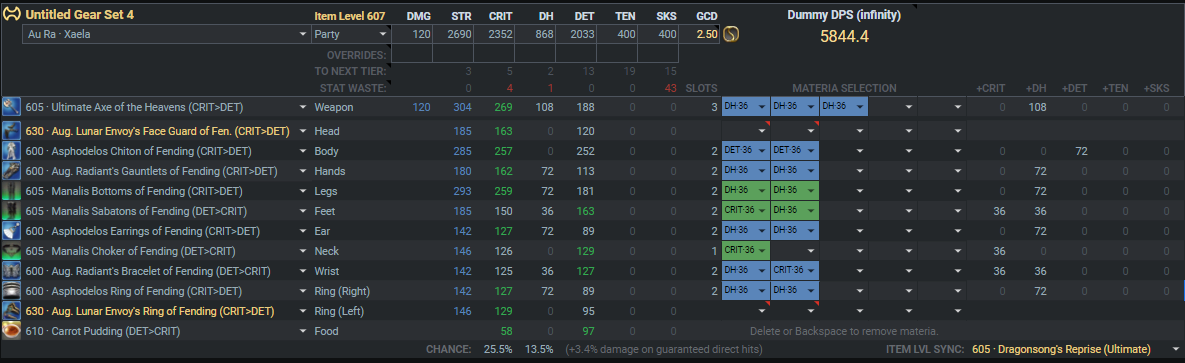 Untitled Gear Set 4 Item Level 607 DMG STR CRIT DH DET TEN SKS GCD Dummy DPS (infinity)
Au Ra · Xaela Party 120 2690 2352 868 2033 400 400 2.50 5844.4
OVERRIDES:
TO NEXT TIER: 3 5 2 13 19 15
STAT WASTE: 0 4 1 0 0 43 SLOTS MATERIA SELECTION +CRIT +DH +DET +TEN +SKS
605 · Ultimate Axe of the Heavens (CRIT>DET) Weapon 120 304 269 108 188 0 0 3 DH·36 DH·36 DH·36 0 108 0 0 0
630 · Aug. Lunar Envoy's Face Guard of Fen. (CRIT>DET) Head 185 163 0 120 0 0
600 · Asphodelos Chiton of Fending (CRIT>DET) Body 285 257 0 252 0 0 2 DET·36 DET·36 0 0 72 0 0
600 · Aug. Radiant's Gauntlets of Fending (CRIT>DET) Hands 180 162 72 113 0 0 2 DH·36 DH·36 0 72 0 0 0
605 · Manalis Bottoms of Fending (CRIT>DET) Legs 293 259 72 181 0 0 2 DH·36 DH·36 0 72 0 0 0
605 · Manalis Sabatons of Fending (DET>CRIT) Feet 185 150 36 163 0 0 2 CRIT·36 DH·36 36 36 0 0 0
600 · Asphodelos Earrings of Fending (CRIT>DET) Ear 142 127 72 89 0 0 2 DH·36 DH·36 0 72 0 0 0
605 · Manalis Choker of Fending (DET>CRIT) Neck 146 126 0 129 0 0 1 CRIT·36 36 0 0 0 0
600 · Aug. Radiant's Bracelet of Fending (DET>CRIT) Wrist 142 125 36 127 0 0 2 DH·36 CRIT·36 36 36 0 0 0
600 · Asphodelos Ring of Fending (CRIT>DET) Ring (Right) 142 127 72 89 0 0 2 DH·36 DH·36 0 72 0 0 0
630 · Aug. Lunar Envoy's Ring of Fending (CRIT>DET) Ring (Left) 146 129 0 95 0 0
610 · Carrot Pudding (DET>CRIT) Food 58 0 97 0 0 Delete or Backspace to remove materia.
CHANCE: 25.5% 13.5% (+3.4% damage on guaranteed direct hits) ITEM LVL SYNC: 605 · Dragonsong's Reprise (Ultimate)